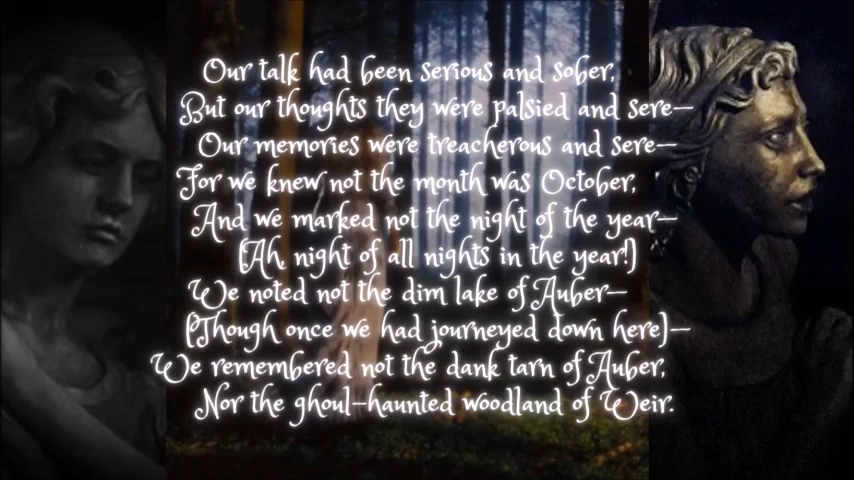 Our talk had been serious and sober,
But our thoughts they were palsied and sere—
Our memories were treacherous and sere—
For we knew not the month was October,
And we marked not the night of the year—
(Ah, night of all nights in the year!)
We noted not the dim lake of Auber—
(Though once we had journeyed down here)—
We remembered not the dank tarn of Auber,
Nor the ghoul-haunted woodland of Weir.